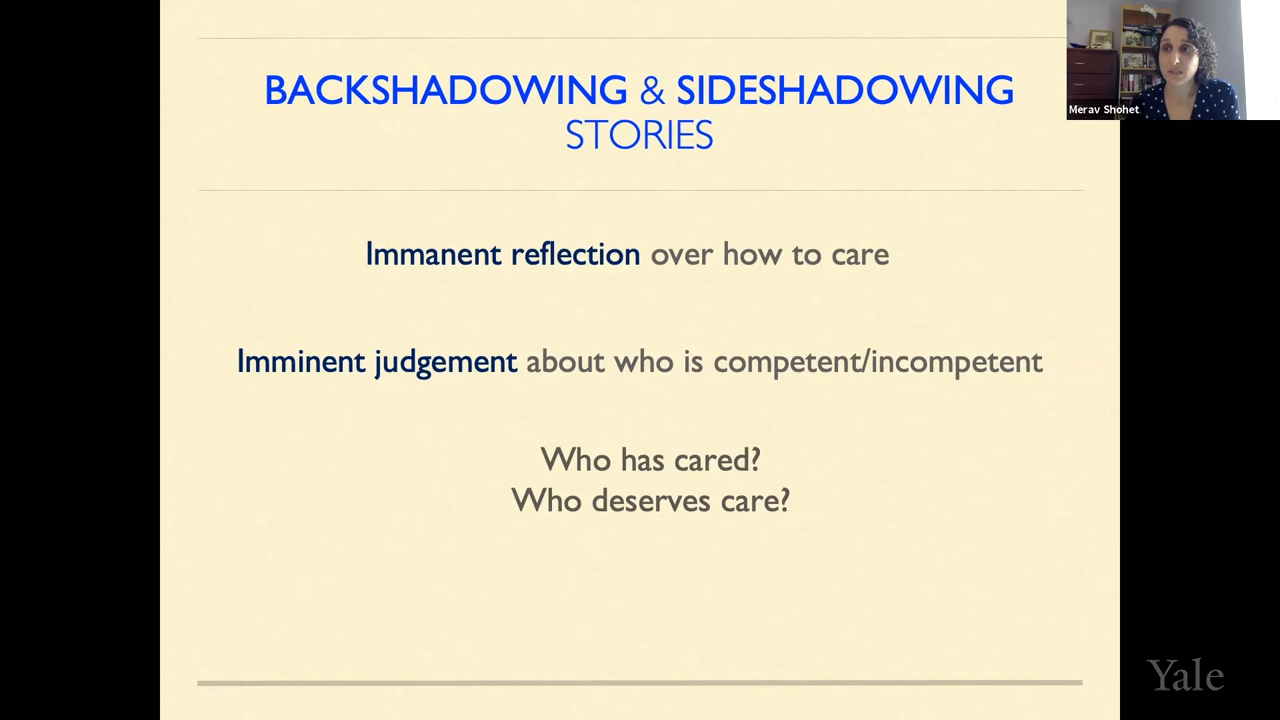 BACKSHADOWING & SIDESHADOWING
STORIES
Merav Shohet
Immanent reflection over how to care
Imminent judgement about who is competent/incompetent
Who has cared?
Who deserves care?
Yale